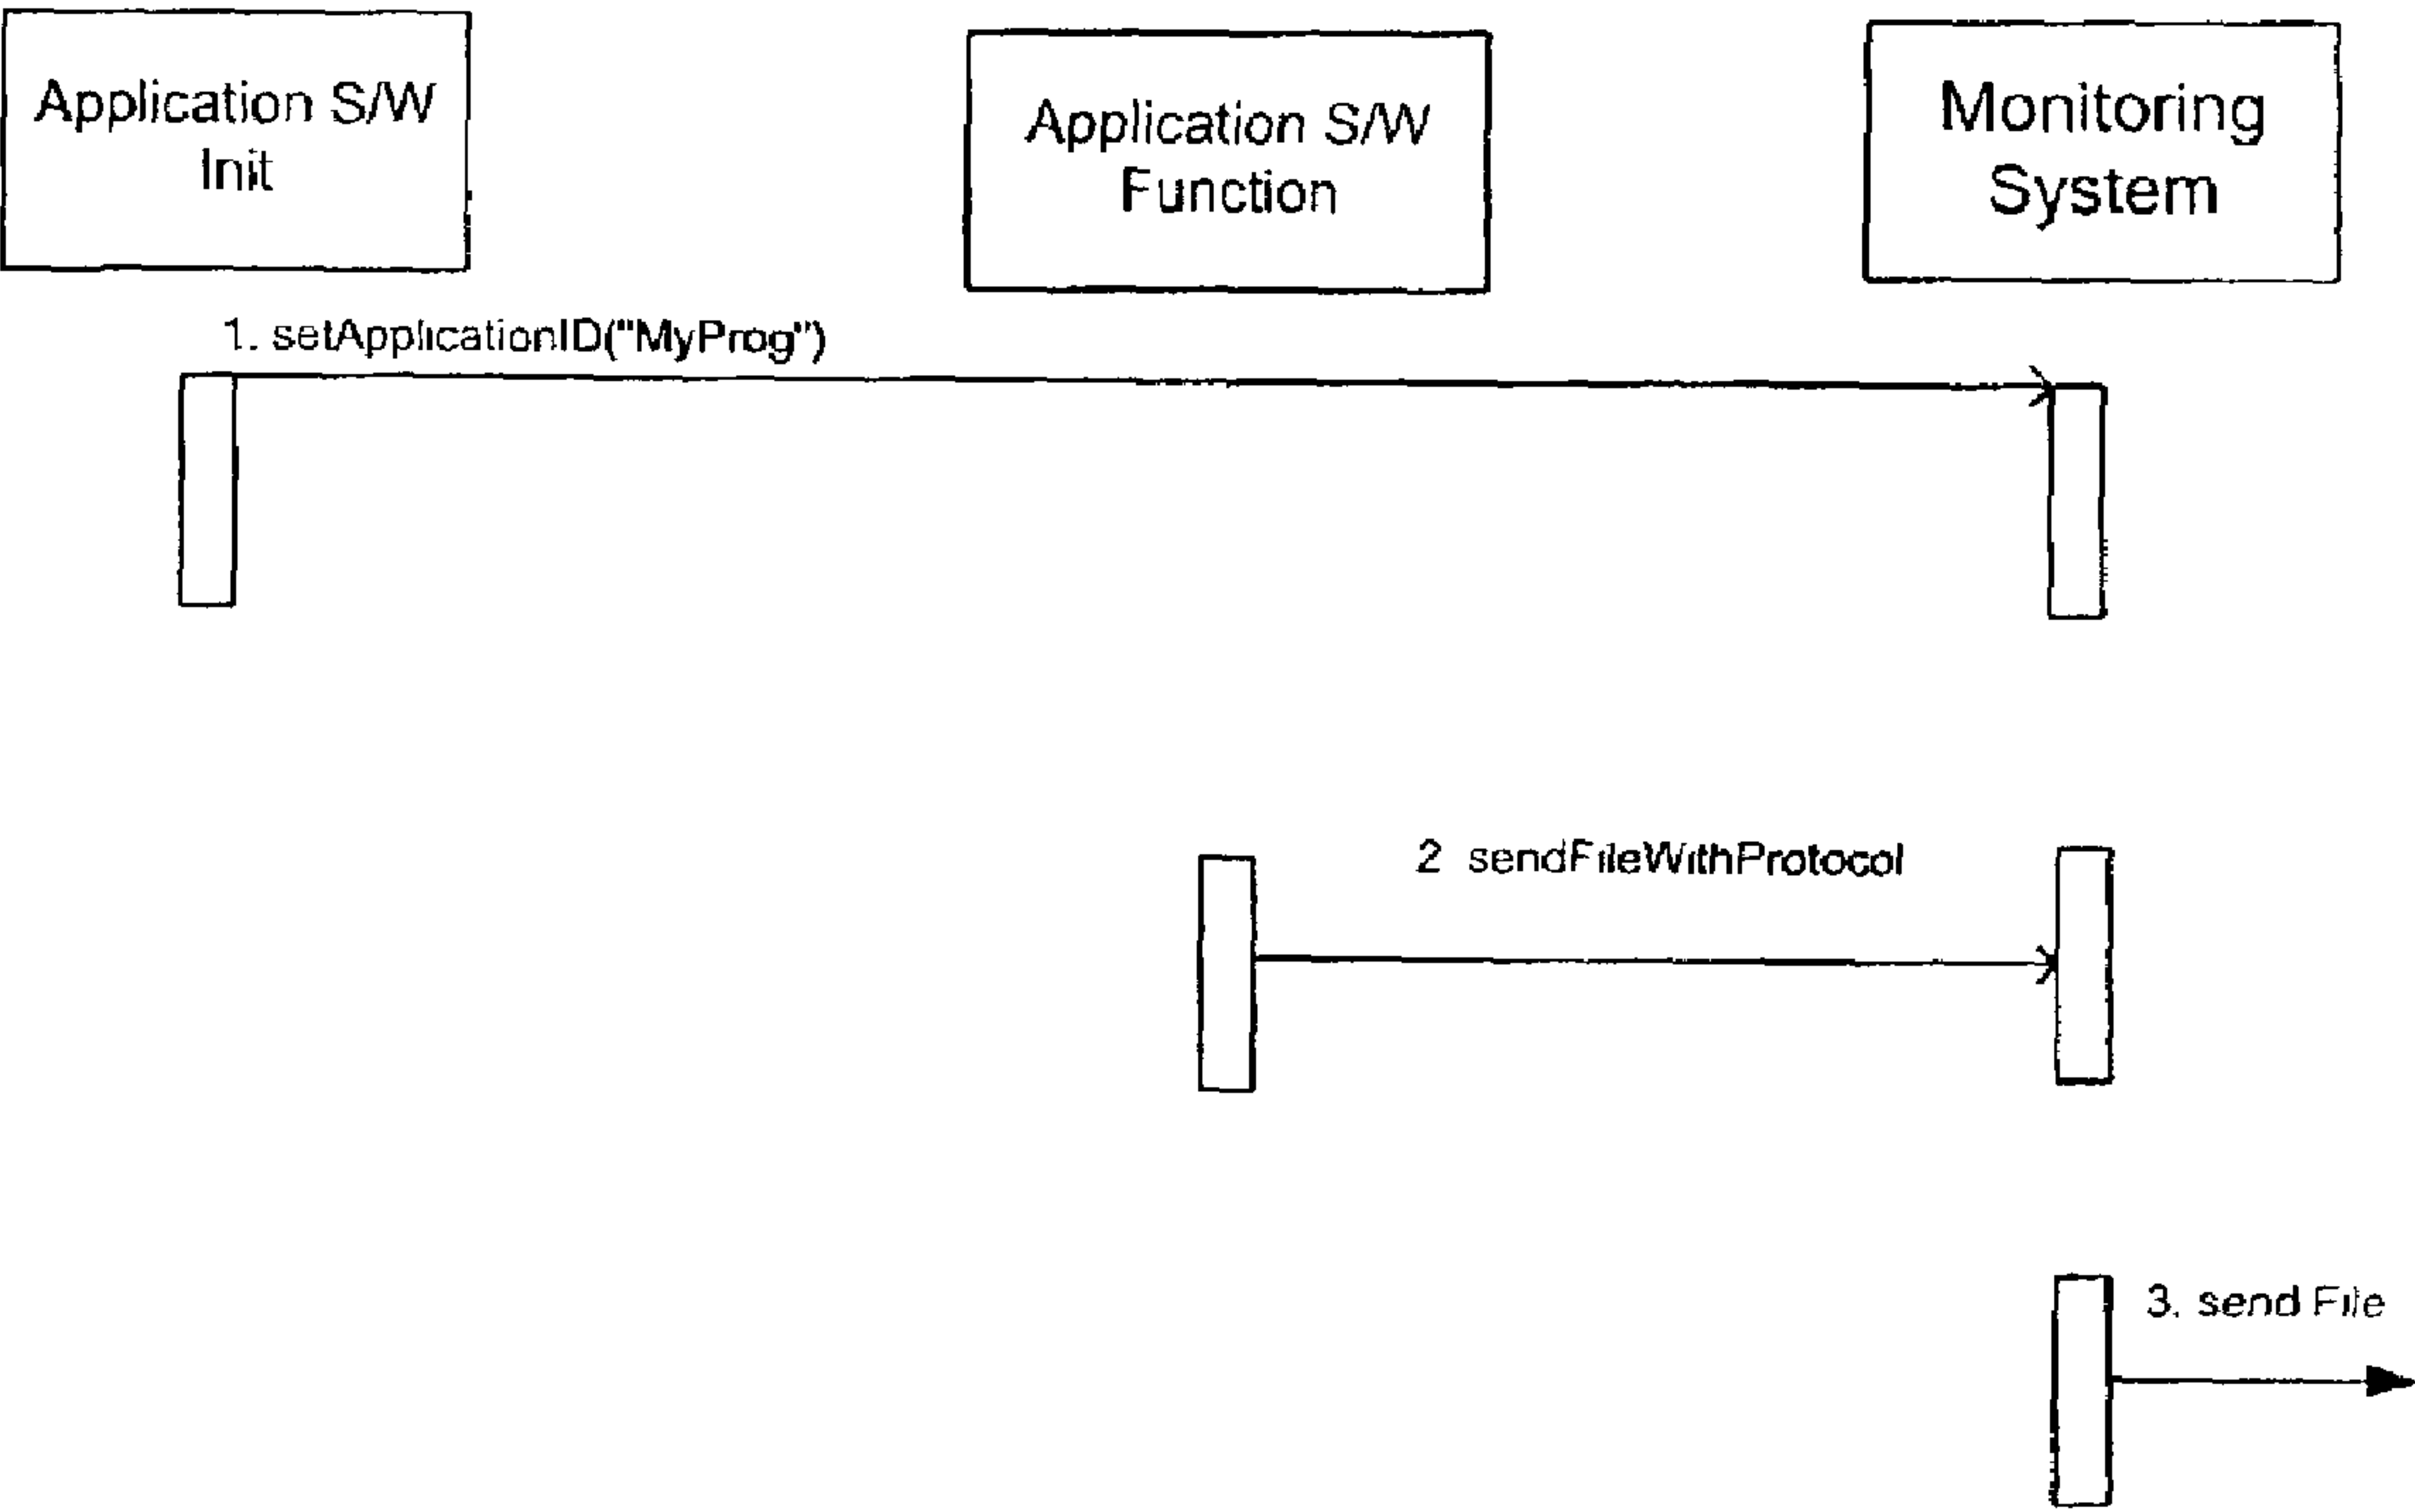 Application S/W
Init
Application S/W
Function
Monitoring
System
1. setApplicationID("MyProg")
2 sendFileWithProtocol
3. send File